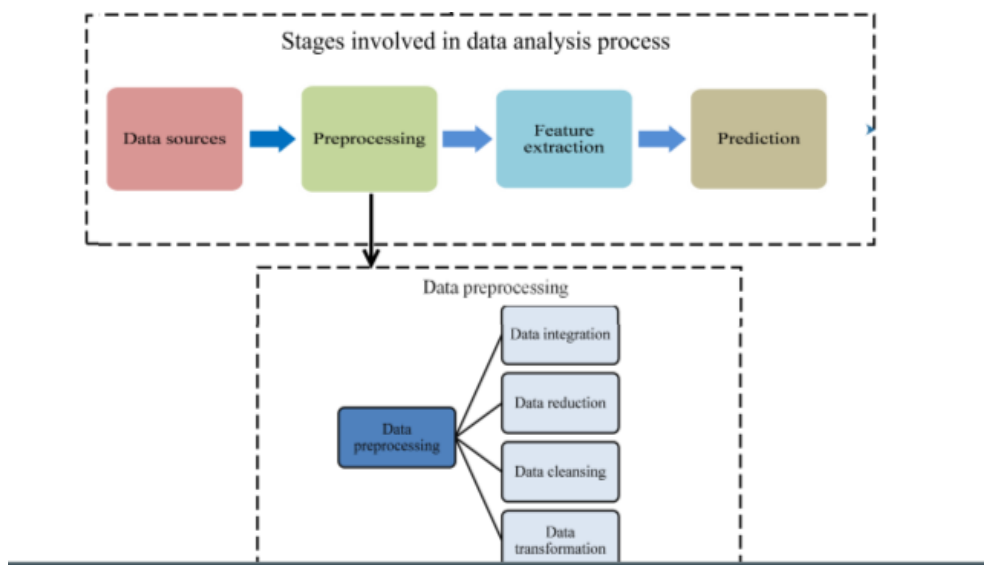 Stages involved in data analysis process
Data sources
Preprocessing
Feature
extraction
Prediction
Data preprocessing
Data integration
Data reduction
Data
preprocessing
Data cleansing
Data
transformation